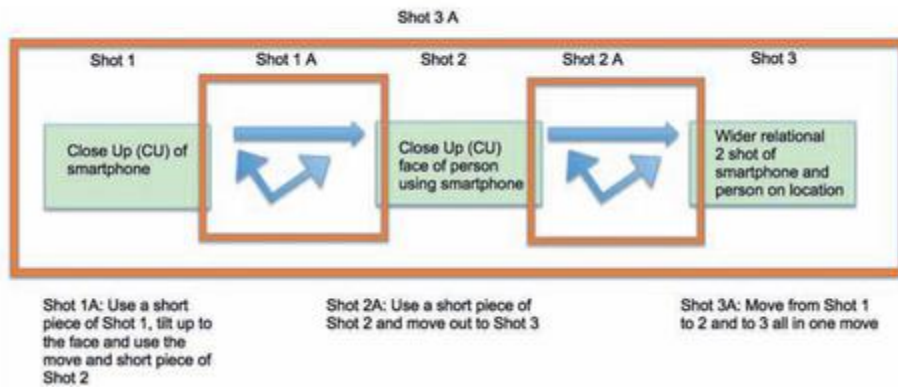 Shot 3 A
Shot 1
Shot 1 A
Shot 2
Shot 2 A
Shot 3
Close Up (CU) of
smartphone
Close Up (CU)
face of person
using smartphone
Wider relational
2 shot of
smartphone and
person on location
Shot 1A: Use a short
piece of Shot 1, tilt up to
the face and use the
move and short piece of
Shot 2
Shot 2A: Use a short piece of
Shot 2 and move out to Shot 3
Shot 3A: Move from Shot 1
to 2 and to 3 all in one move